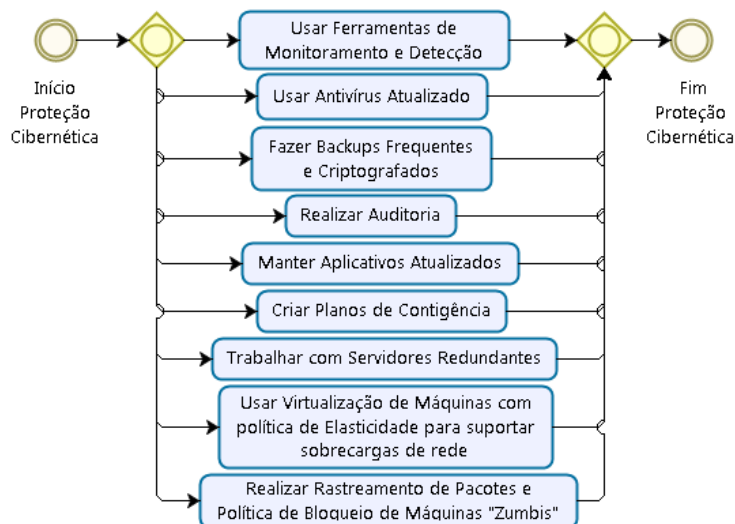 Início
Proteção
Cibernética
Usar Ferramentas de
Monitoramento e Detecção
Usar Antivírus Atualizado
Fazer Backups Frequentes
e Criptografados
Realizar Auditoria
Manter Aplicativos Atualizados
Criar Planos de Contigência
Trabalhar com Servidores Redundantes
Usar Virtualização de Máquinas com
política de Elasticidade para suportar
sobrecargas de rede
Realizar Rastreamento de Pacotes e
Política de Bloqueio de Máquinas "Zumbis"
Fim
Proteção
Cibernética